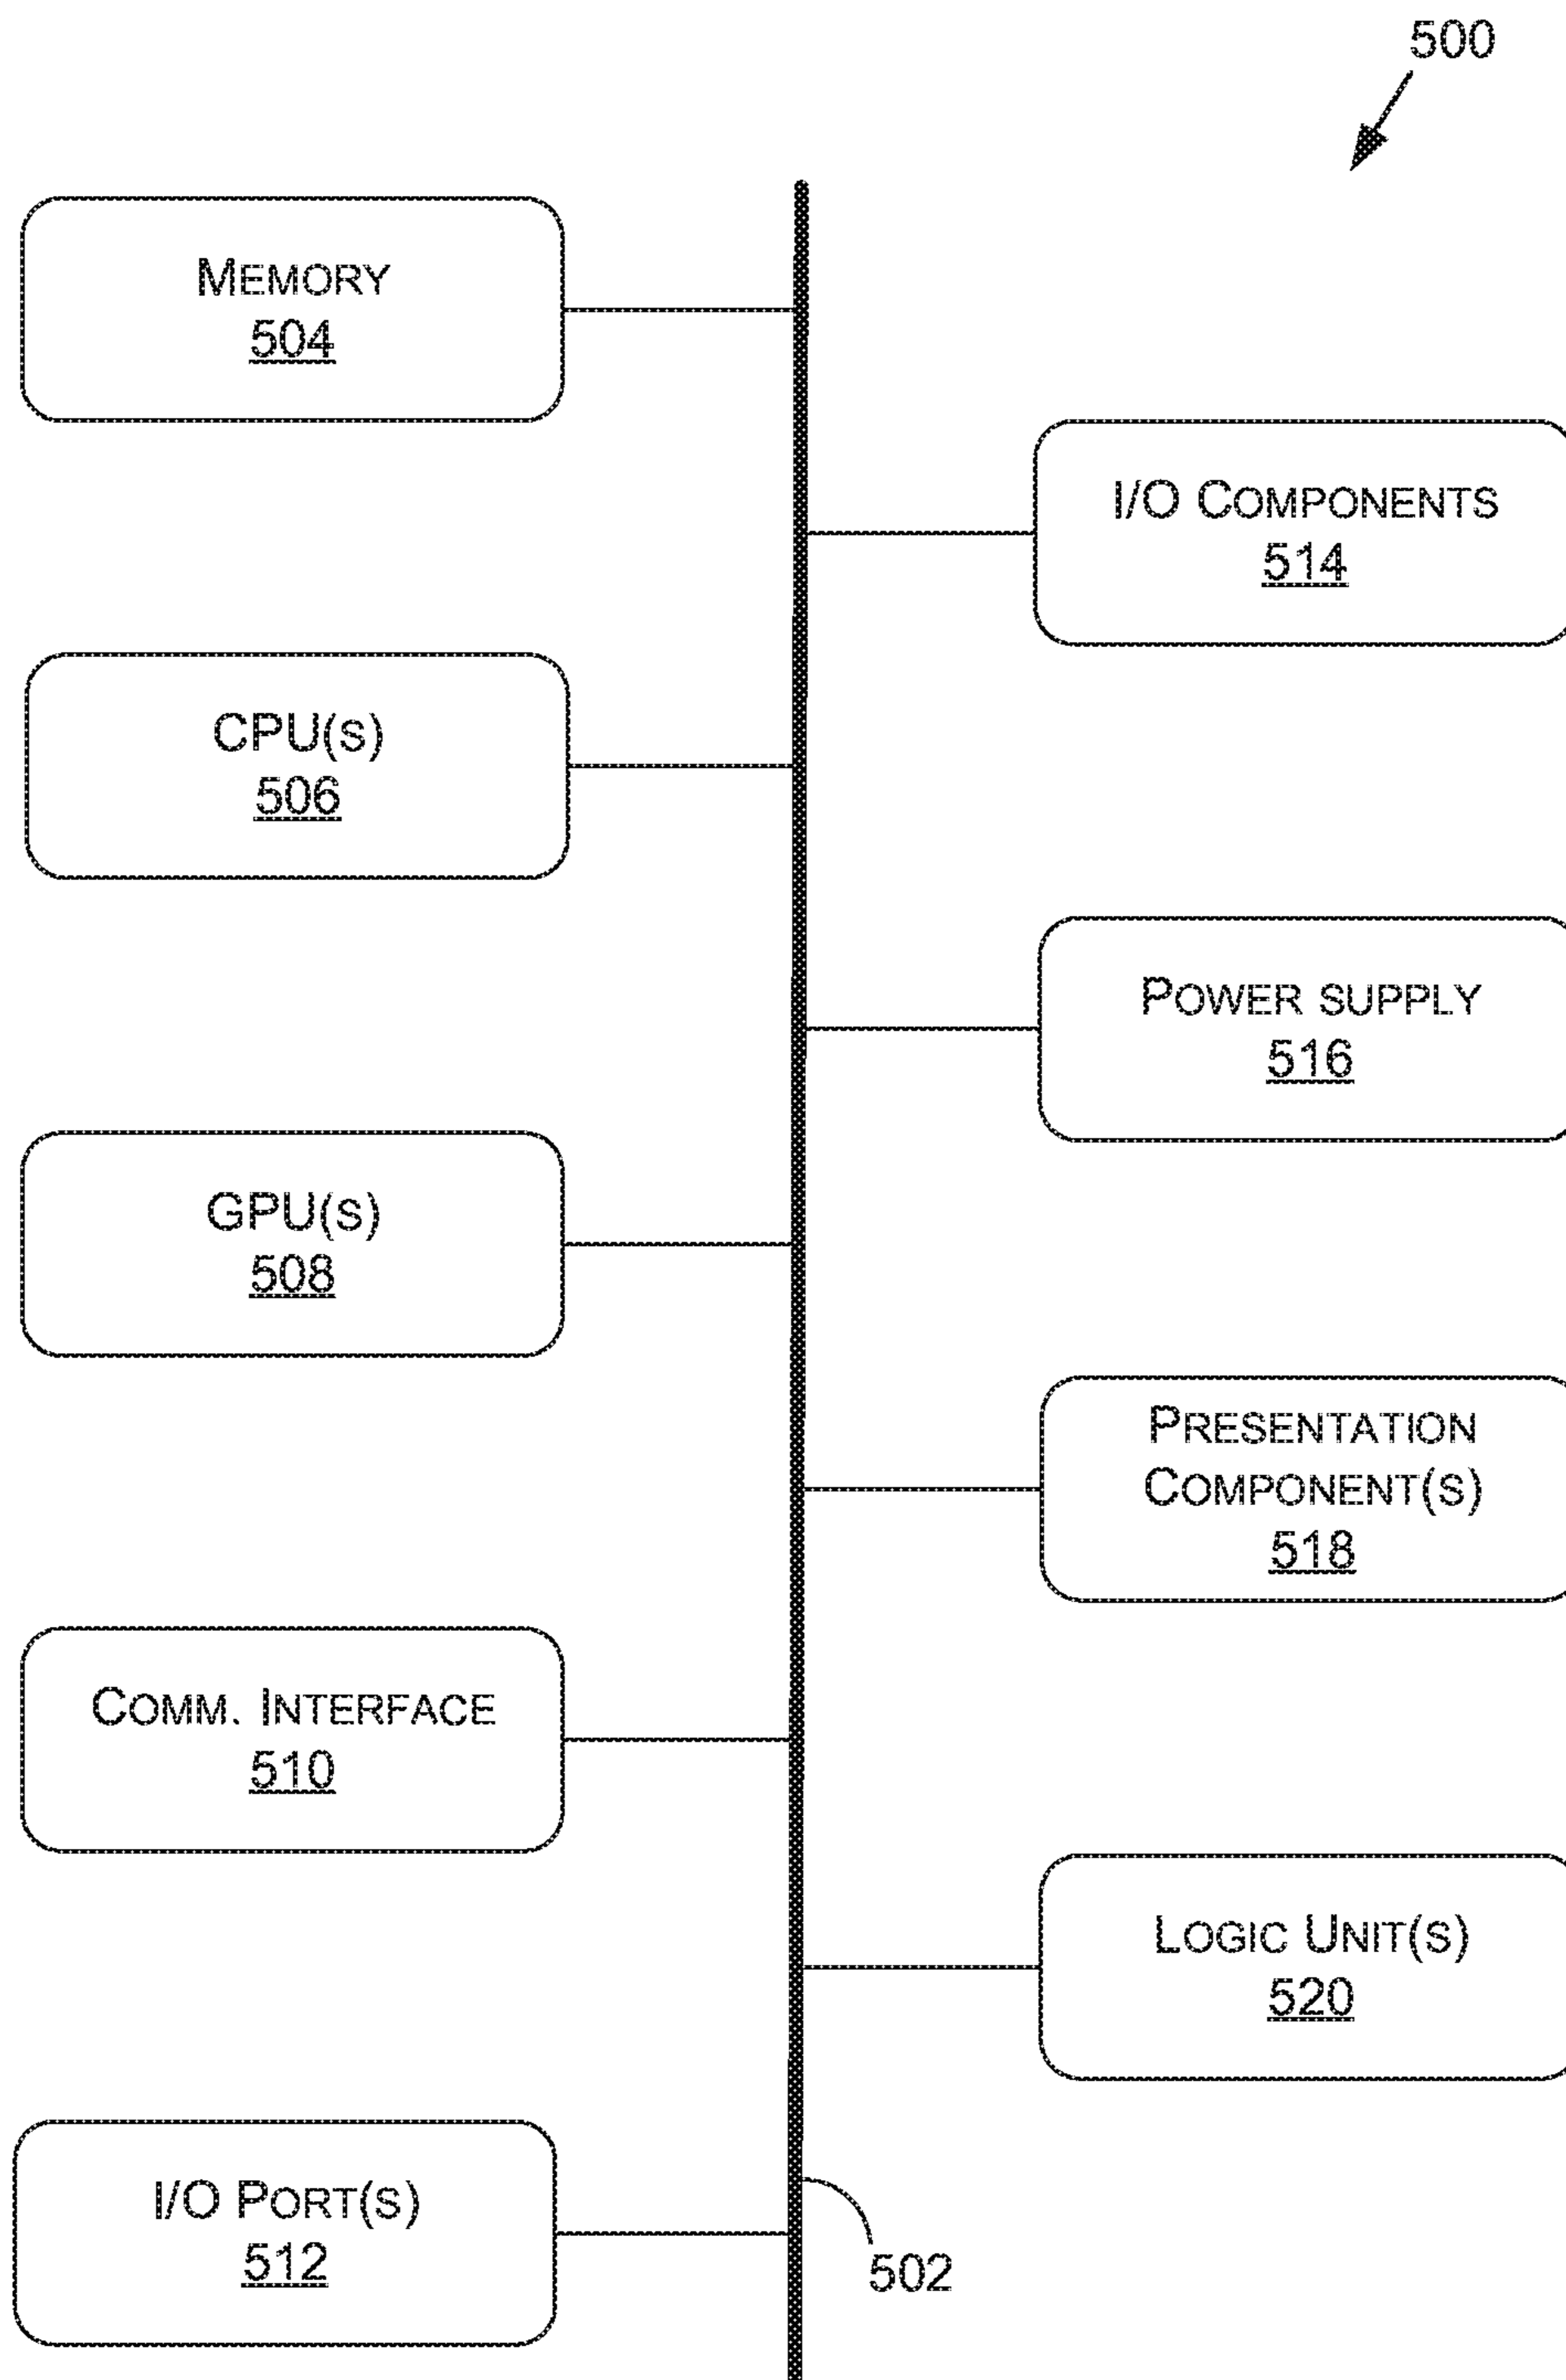 500
MEMORY
504
I/O COMPONENTS
514
CPU(S)
506
POWER SUPPLY
516
GPU(S)
508
PRESENTATION
COMPONENT(S)
518
COMM. INTERFACE
510
LOGIC UNIT(S)
520
I/O PORT(S)
512
502